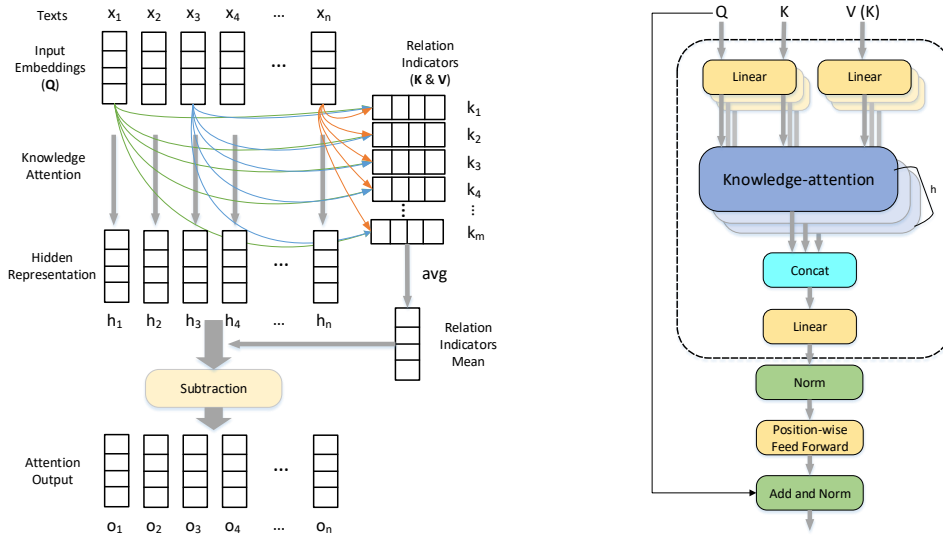 Texts x1 x2 x3 x4 ... xn
Input
Embeddings
(Q)
...
Relation
Indicators
(K & V)
k1
k2
k3
k4
⋮
⋮
km
Knowledge
Attention
Hidden
Representation
...
avg
h1 h2 h3 h4 ... hn
Relation
Indicators
Mean
Subtraction
Attention
Output
...
o1 o2 o3 o4 ... on
Q K V (K)
Linear Linear
Knowledge-attention
h
Concat
Linear
Norm
Position-wise
Feed Forward
Add and Norm